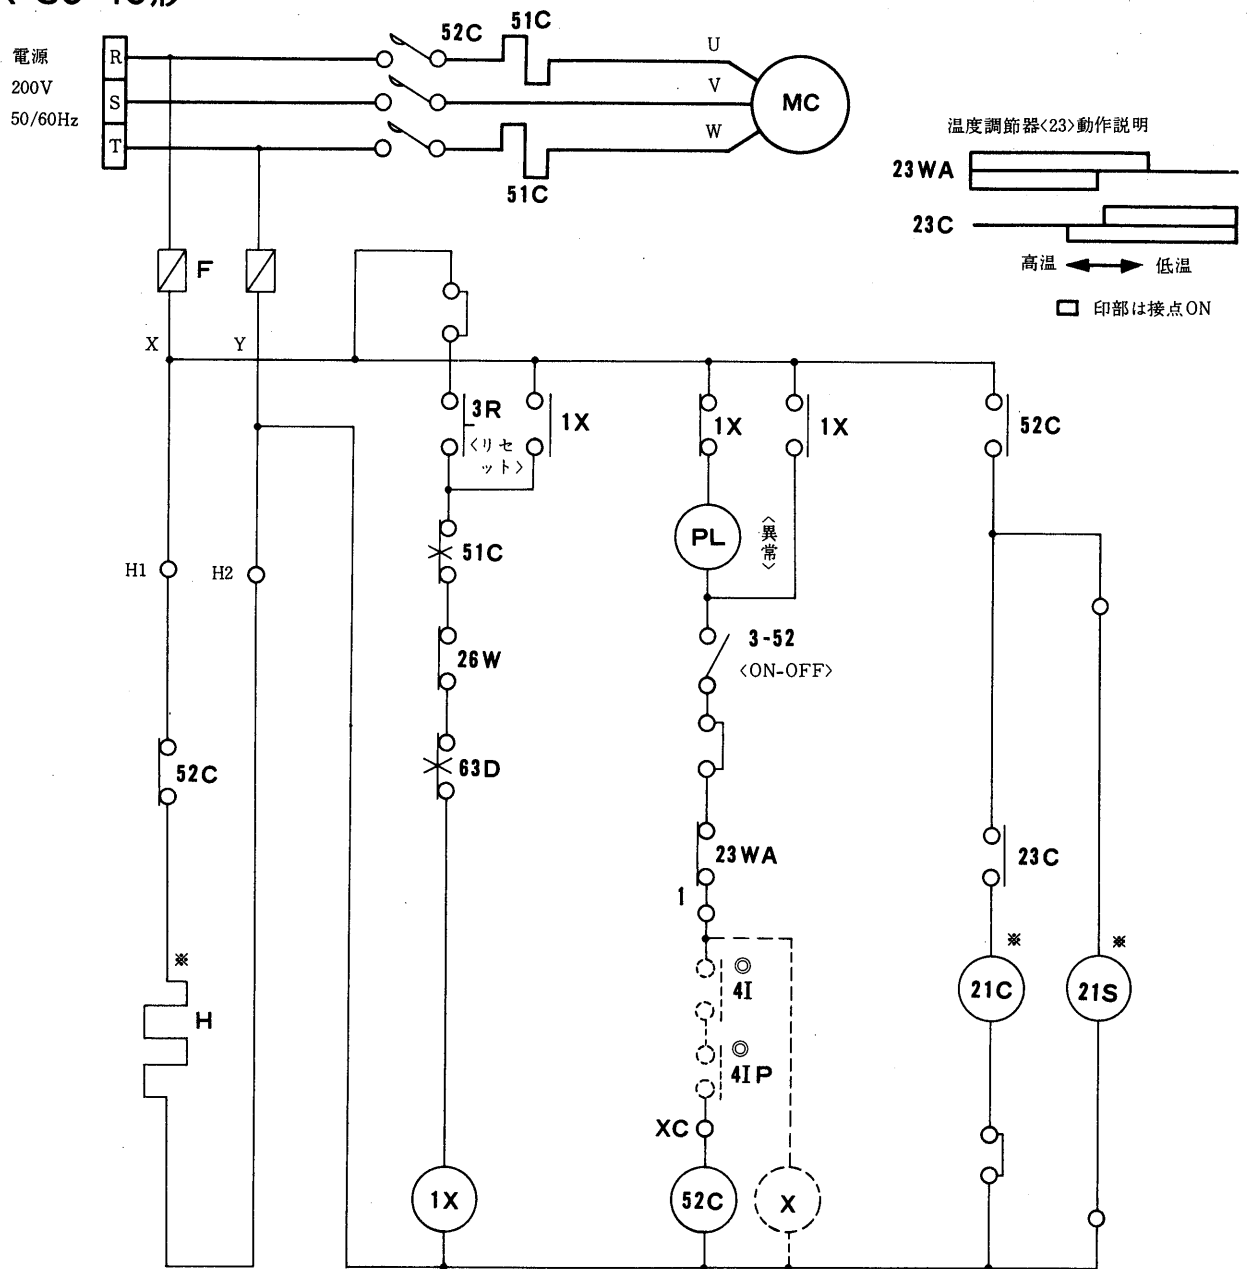 52C
51C
電源
200V
50/60Hz
R
S
T
U
V
W
MC
51C
温度調節器〈23〉動作説明
23WA
23C
高温
低温
印部は接点ON
F
X
Y
3R
〈リセ
ット〉
1X
1X
1X
52C
PL
〈異常〉
H1
H2
51C
26W
63D
3-52
〈ON-OFF〉
52C
23WA
1
23C
※
※
※
H
◎
4I
◎
4IP
XC
21C
21S
1X
52C
X